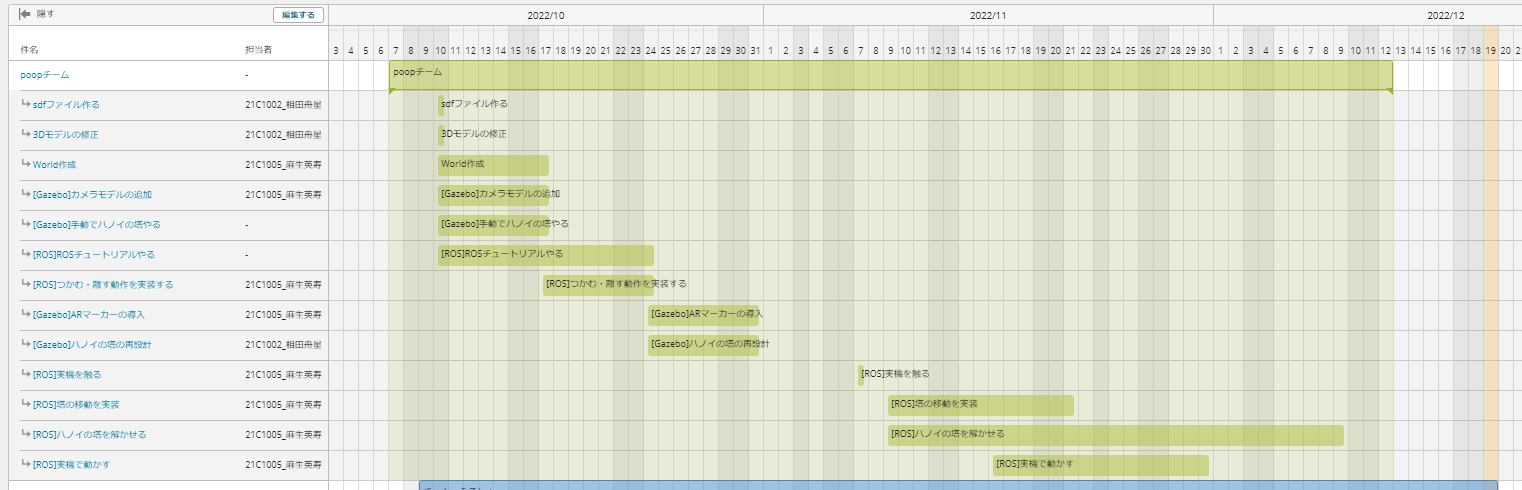 隠す 編集する 2022/10 2022/11 2022/12
件名 担当者 3 4 5 6 7 8 9 10 11 12 13 14 15 16 17 18 19 20 21 22 23 24 25 26 27 28 29 30 31 1 2 3 4 5 6 7 8 9 10 11 12 13 14 15 16 17 18 19 20 21 22 23 24 25 26 27 28 29 30 1 2 3 4 5 6 7 8 9 10 11 12 13 14 15 16 17 18 19 20
poopチーム - poopチーム
sdfファイル作る 21C1002_相田舟星 sdfファイル作る
3Dモデルの修正 21C1002_相田舟星 3Dモデルの修正
World作成 21C1005_麻生英寿 World作成
[Gazebo]カメラモデルの追加 21C1005_麻生英寿 [Gazebo]カメラモデルの追加
[Gazebo]手動でハノイの塔やる - [Gazebo]手動でハノイの塔やる
[ROS]ROSチュートリアルやる - [ROS]ROSチュートリアルやる
[ROS]つかむ・離す動作を実装する 21C1005_麻生英寿 [ROS]つかむ・離す動作を実装する
[Gazebo]ARマーカーの導入 21C1005_麻生英寿 [Gazebo]ARマーカーの導入
[Gazebo]ハノイの塔の再設計 21C1002_相田舟星 [Gazebo]ハノイの塔の再設計
[ROS]実機を触る 21C1005_麻生英寿 [ROS]実機を触る
[ROS]塔の移動を実装 21C1005_麻生英寿 [ROS]塔の移動を実装
[ROS]ハノイの塔を解かせる 21C1005_麻生英寿 [ROS]ハノイの塔を解かせる
[ROS]実機で動かす 21C1005_麻生英寿 [ROS]実機で動かす